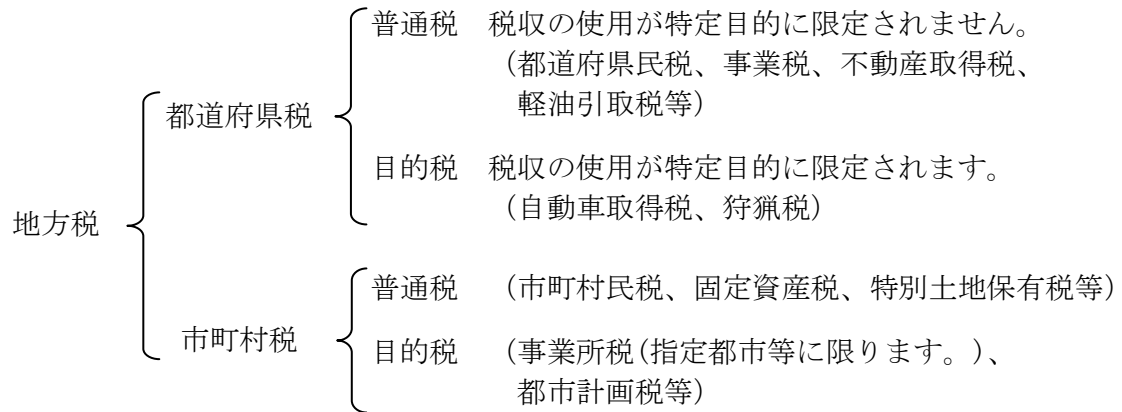 普通税 税収の使用が特定目的に限定されません。
(都道府県民税、事業税、不動産取得税、
軽油引取税等)
都道府県税
目的税 税収の使用が特定目的に限定されます。
(自動車取得税、狩猟税)
地方税
普通税 (市町村民税、固定資産税、特別土地保有税等)
市町村税
目的税 (事業所税(指定都市等に限ります。)、
都市計画税等)